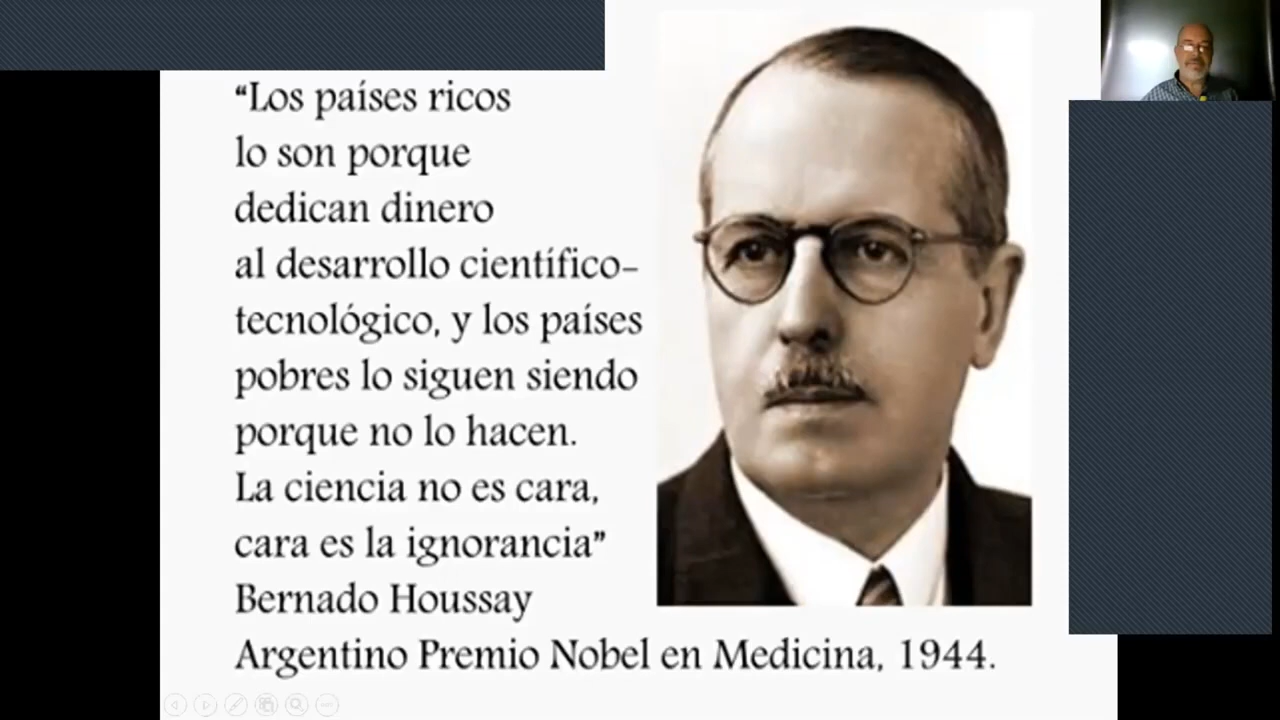 “Los países ricos
lo son porque
dedican dinero
al desarrollo científico-
tecnológico, y los países
pobres lo siguen siendo
porque no lo hacen.
La ciencia no es cara,
cara es la ignorancia”
Bernado Houssay
Argentino Premio Nobel en Medicina, 1944.